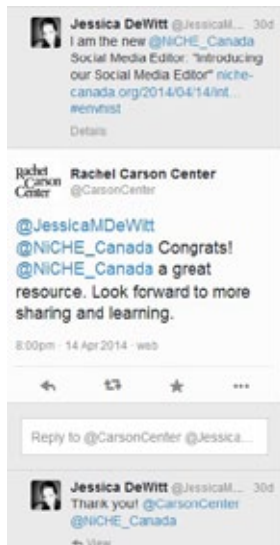 Jessica DeWitt @JessicaM... 30d
I am the new @NiCHE_Canada
Social Media Editor: "Introducing
our Social Media Editor" niche-
canada.org/2014/04/14/int...
#envhist
Details
Rachel
Carson
Center
Rachel Carson Center
@CarsonCenter
@JessicaMDeWitt
@NiCHE_Canada Congrats!
@NiCHE_Canada a great
resource. Look forward to more
sharing and learning.
8:00pm · 14 Apr 2014 · web
Reply to @CarsonCenter @Jessica...
Jessica DeWitt @JessicaM... 30d
Thank you! @CarsonCenter
@NiCHE_Canada
View